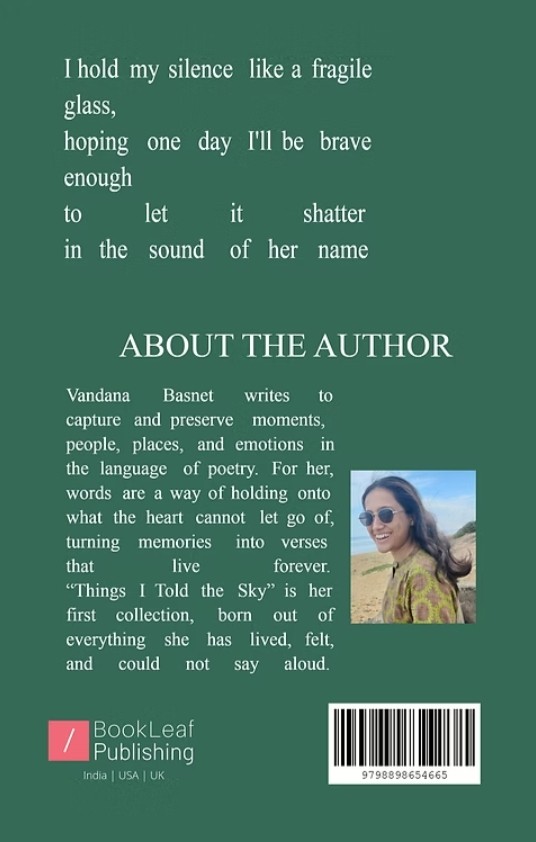 I hold my silence like a fragile
glass,
hoping one day I'll be brave
enough
to let it shatter
in the sound of her name
ABOUT THE AUTHOR
Vandana Basnet writes to
capture and preserve moments,
people, places, and emotions in
the language of poetry. For her,
words are a way of holding onto
what the heart cannot let go of,
turning memories into verses
that live forever.
“Things I Told the Sky” is her
first collection, born out of
everything she has lived, felt,
and could not say aloud.
BookLeaf
Publishing
India | USA | UK
9798898654665